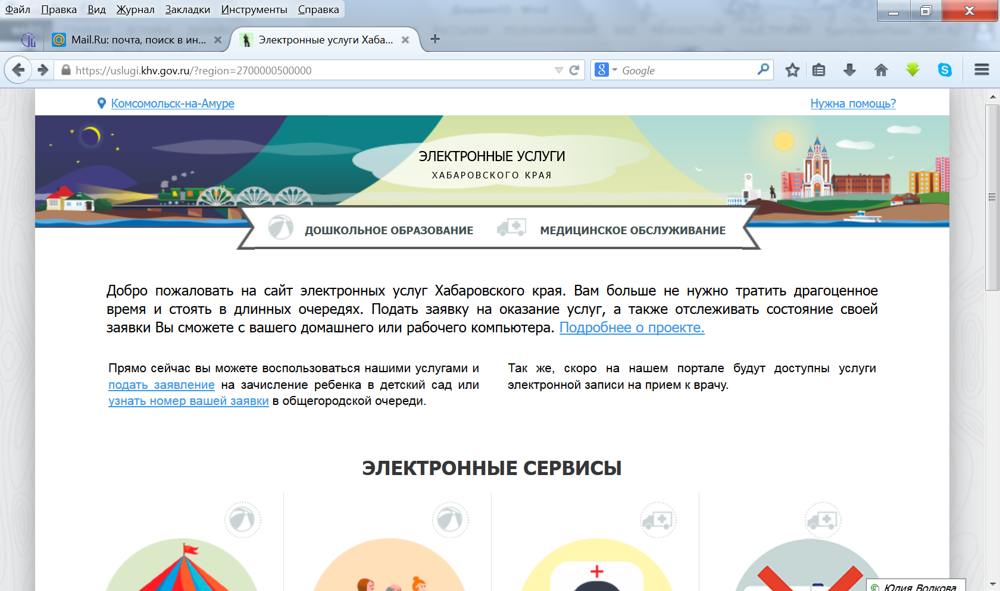 Файл Правка Вид Журнал Закладки Инструменты Справка
Mail.Ru: почта, поиск в ин...
Электронные услуги Хаба...
https://uslugi.khv.gov.ru/?region=2700000500000
Google
Комсомольск-на-Амуре
Нужна помощь?
ЭЛЕКТРОННЫЕ УСЛУГИ
ХАБАРОВСКОГО КРАЯ
ДОШКОЛЬНОЕ ОБРАЗОВАНИЕ
МЕДИЦИНСКОЕ ОБСЛУЖИВАНИЕ
Добро пожаловать на сайт электронных услуг Хабаровского края. Вам больше не нужно тратить драгоценное
время и стоять в длинных очередях. Подать заявку на оказание услуг, а также отслеживать состояние своей
заявки Вы сможете с вашего домашнего или рабочего компьютера. Подробнее о проекте.
Прямо сейчас вы можете воспользоваться нашими услугами и
подать заявление на зачисление ребенка в детский сад или
узнать номер вашей заявки в общегородской очереди.
Так же, скоро на нашем портале будут доступны услуги
электронной записи на прием к врачу.
ЭЛЕКТРОННЫЕ СЕРВИСЫ
Юлия Волкова